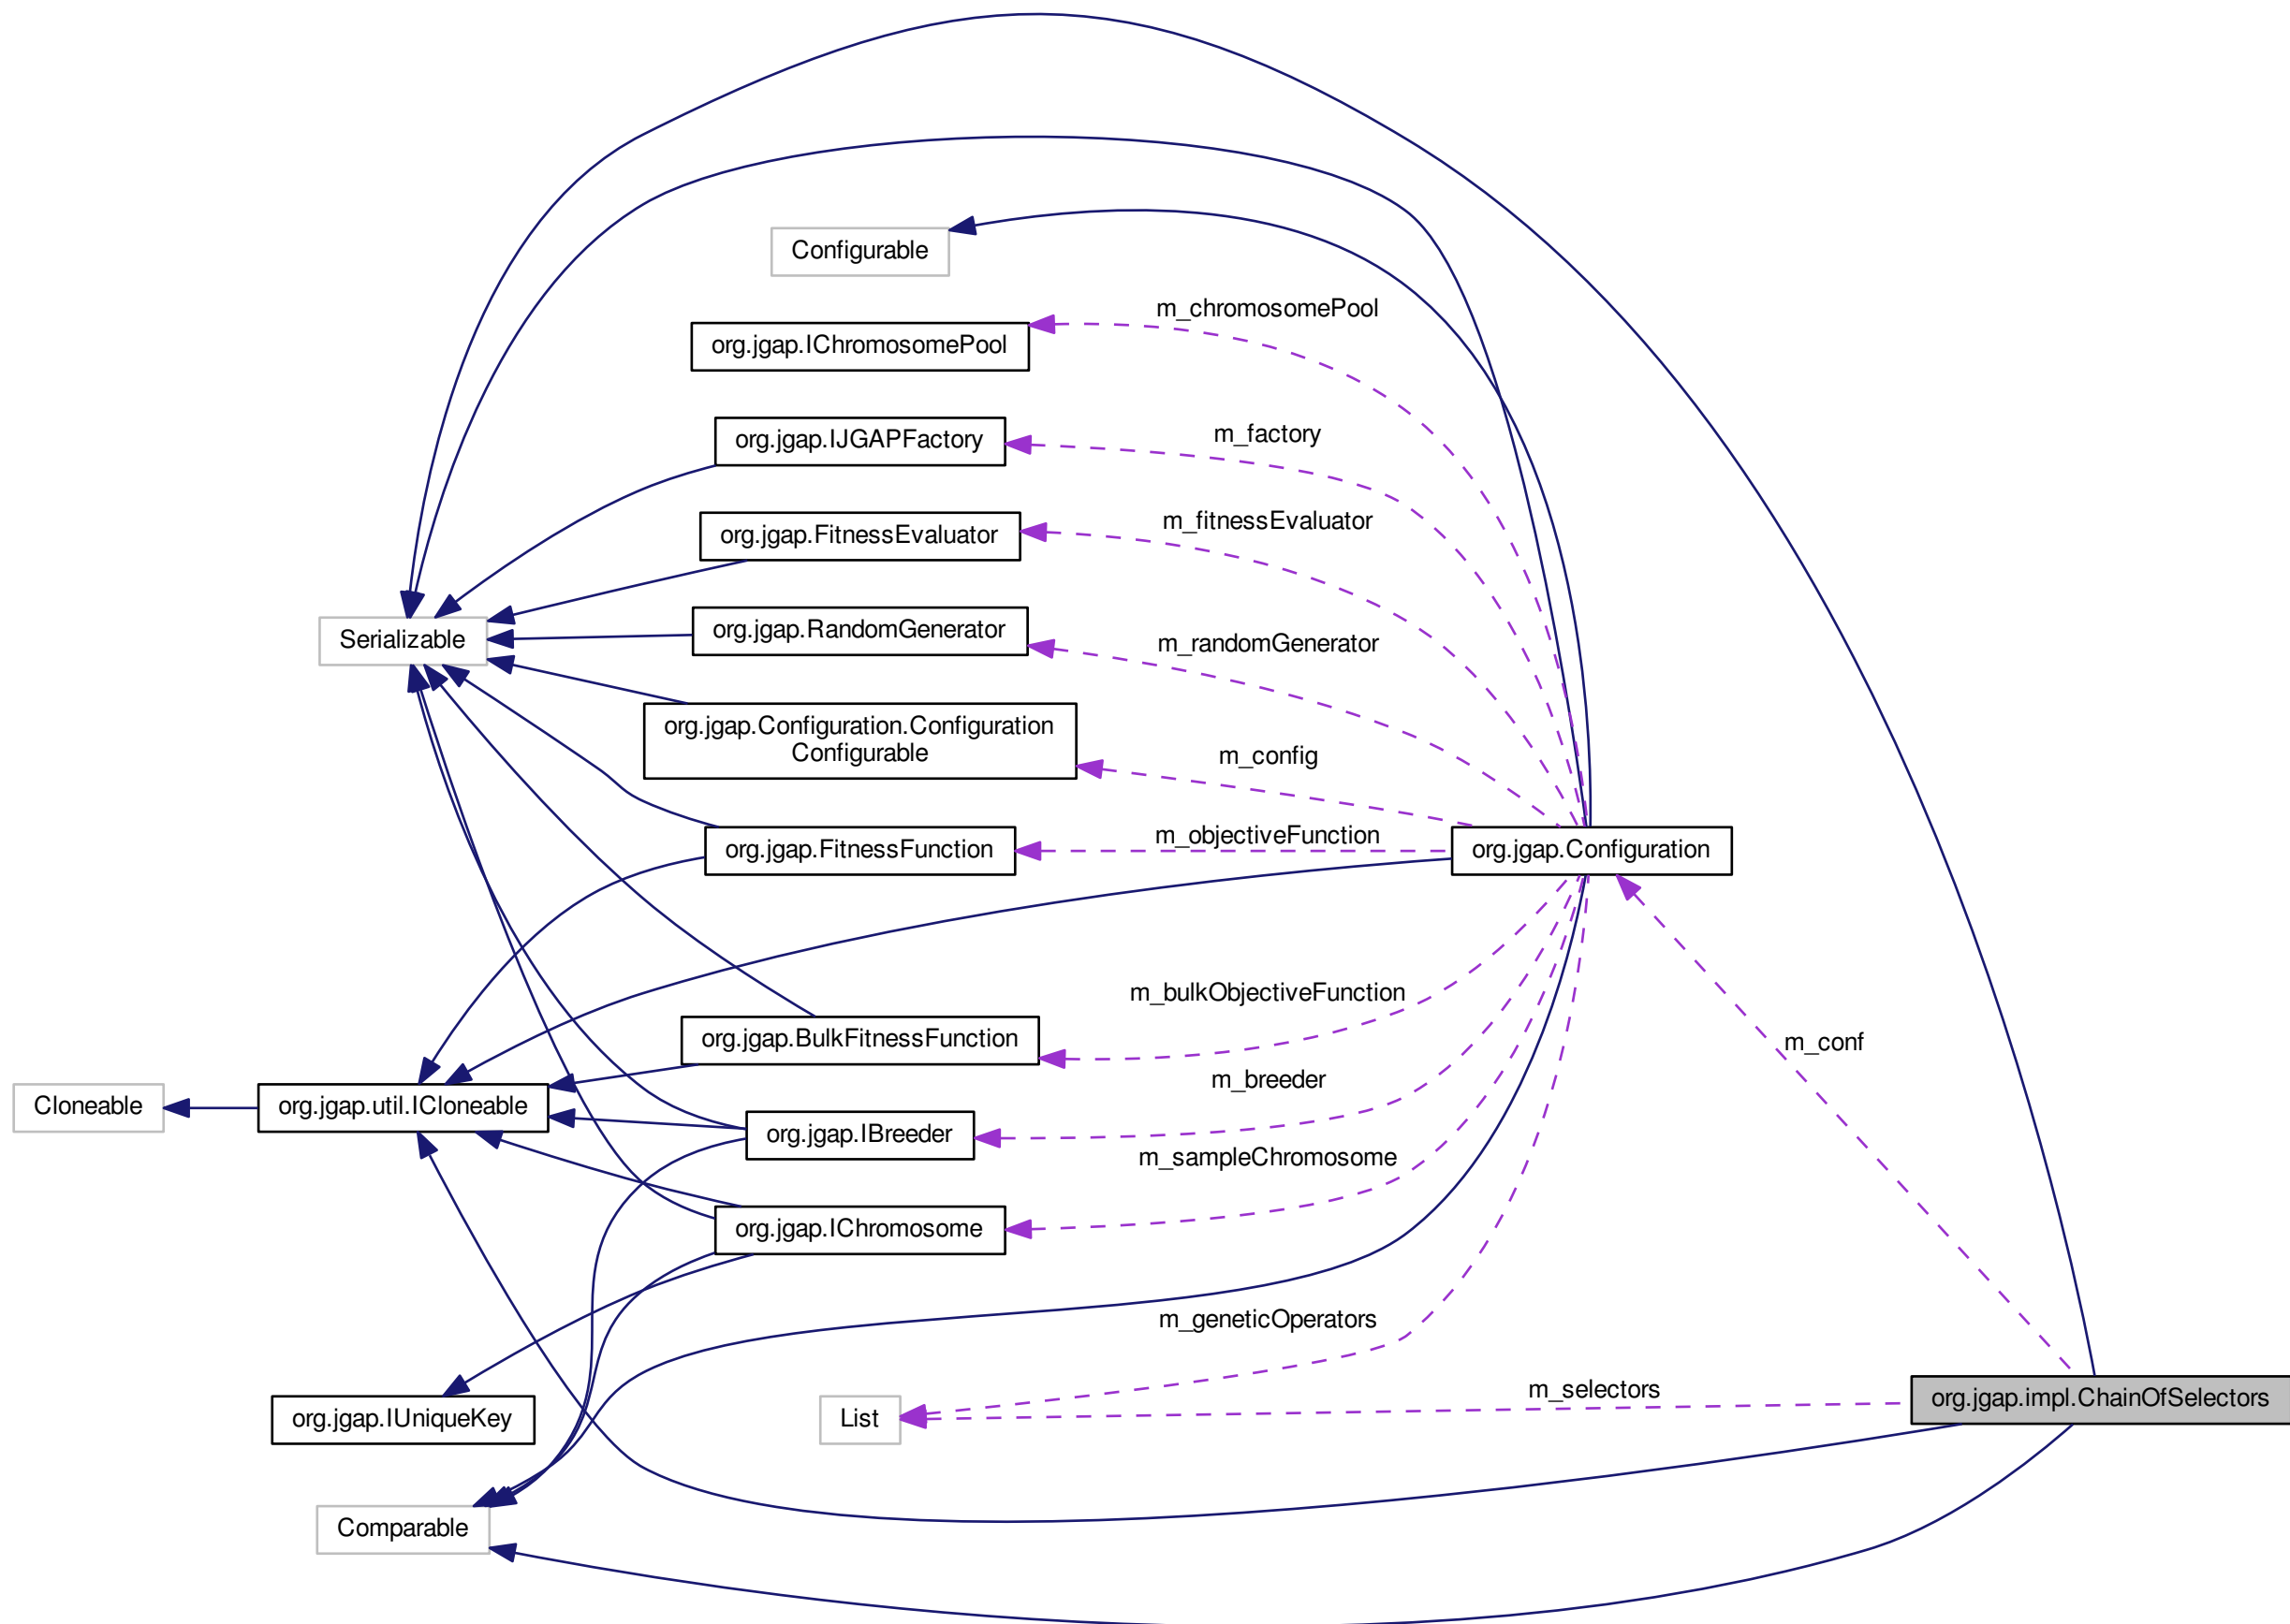 Configurable
m_chromosomePool
org.jgap.IChromosomePool
m_factory
org.jgap.IJGAPFactory
m_fitnessEvaluator
org.jgap.FitnessEvaluator
Serializable
org.jgap.RandomGenerator
m_randomGenerator
org.jgap.Configuration.Configuration
Configurable
m_config
org.jgap.FitnessFunction
m_objectiveFunction
org.jgap.Configuration
m_bulkObjectiveFunction
org.jgap.BulkFitnessFunction
m_conf
m_breeder
Cloneable
org.jgap.util.ICloneable
org.jgap.IBreeder
m_sampleChromosome
org.jgap.IChromosome
m_geneticOperators
m_selectors
org.jgap.impl.ChainOfSelectors
org.jgap.IUniqueKey
List
Comparable